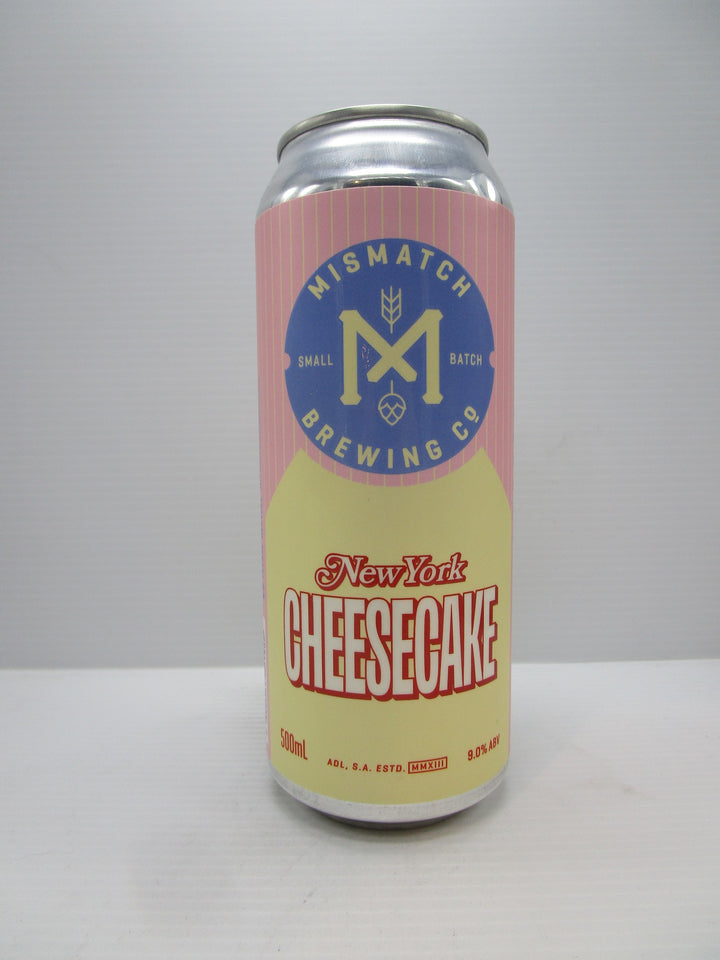 MISMATCH
SMALL M BATCH
BREWING CO
New York
CHEESECAKE
500mL
ADL, S.A. ESTD. MMXIII
9.0% ABV